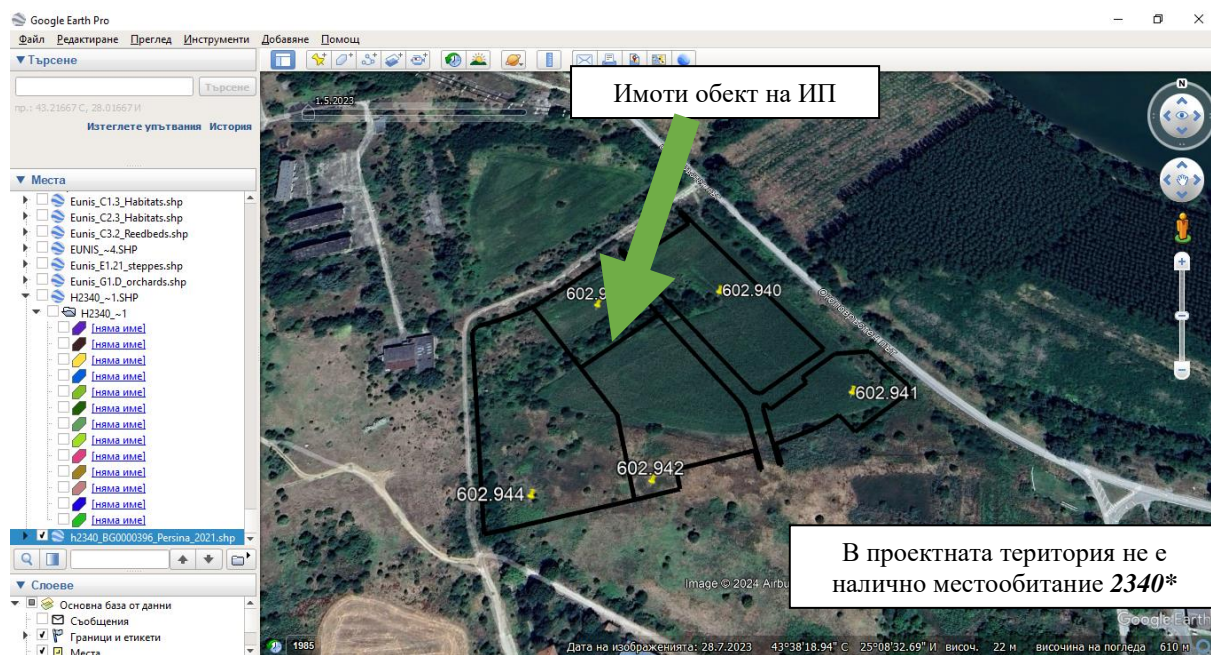 Google Earth Pro
Файл Редактиране Преглед Инструменти Добавяне Помощ
Търсене
Търсене
пр.: 43.21667 С, 28.01667 И
Изтеглете упътвания История
Места
Eunis_C1.3_Habitats.shp
Eunis_C2.3_Habitats.shp
Eunis_C3.2_Reedbeds.shp
EUNIS_~4.SHP
Eunis_E1.21_steppes.shp
Eunis_G1.D_orchards.shp
H2340_~1.SHP
H2340_~1
[няма име]
[няма име]
[няма име]
[няма име]
[няма име]
[няма име]
[няма име]
[няма име]
[няма име]
[няма име]
[няма име]
[няма име]
[няма име]
h2340_BG0000396_Persina_2021.shp
Слоеве
Основна база от данни
Съобщения
Граници и етикети
Места
1.5.2023
Имоти обект на ИП
N
602.9
602.940
602.941
602.942
602.944
В проектната територия не е
налично местообитание 2340*
Image © 2024 Airbu
Google Earth
1985
Дата на изображенията: 28.7.2023 43°38'18.94" С 25°08'32.69" И височ. 22 м височина на погледа 610 м